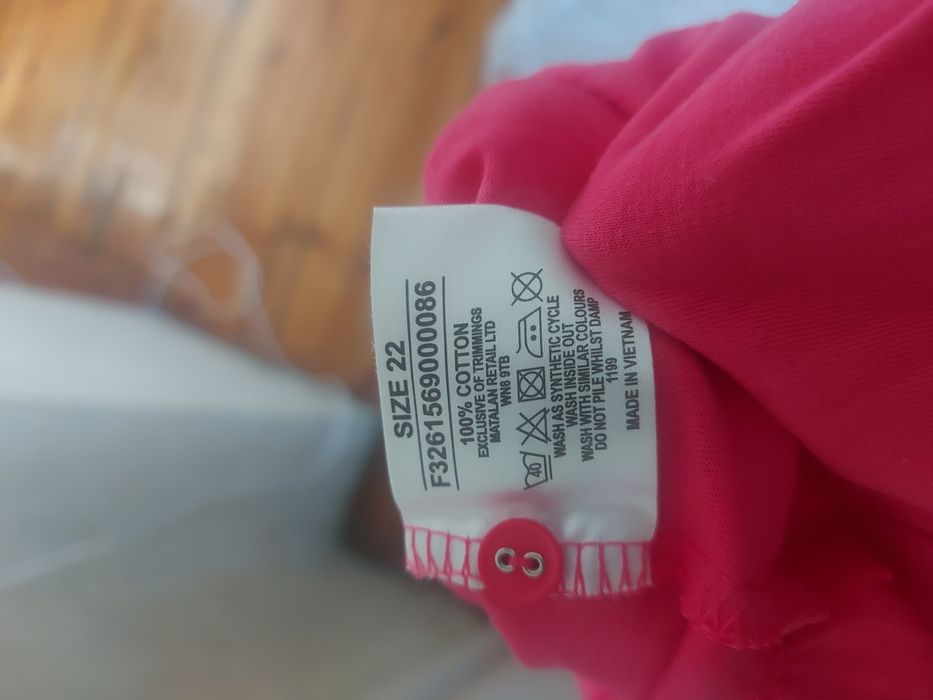 SIZE 22
F3261569000086
100% COTTON
EXCLUSIVE OF TRIMMINGS
MATALAN RETAIL LTD
WN8 9TB
40
WASH AS SYNTHETIC CYCLE
WASH INSIDE OUT
WASH WITH SIMILAR COLOURS
DO NOT PILE WHILST DAMP
1199
MADE IN VIETNAM